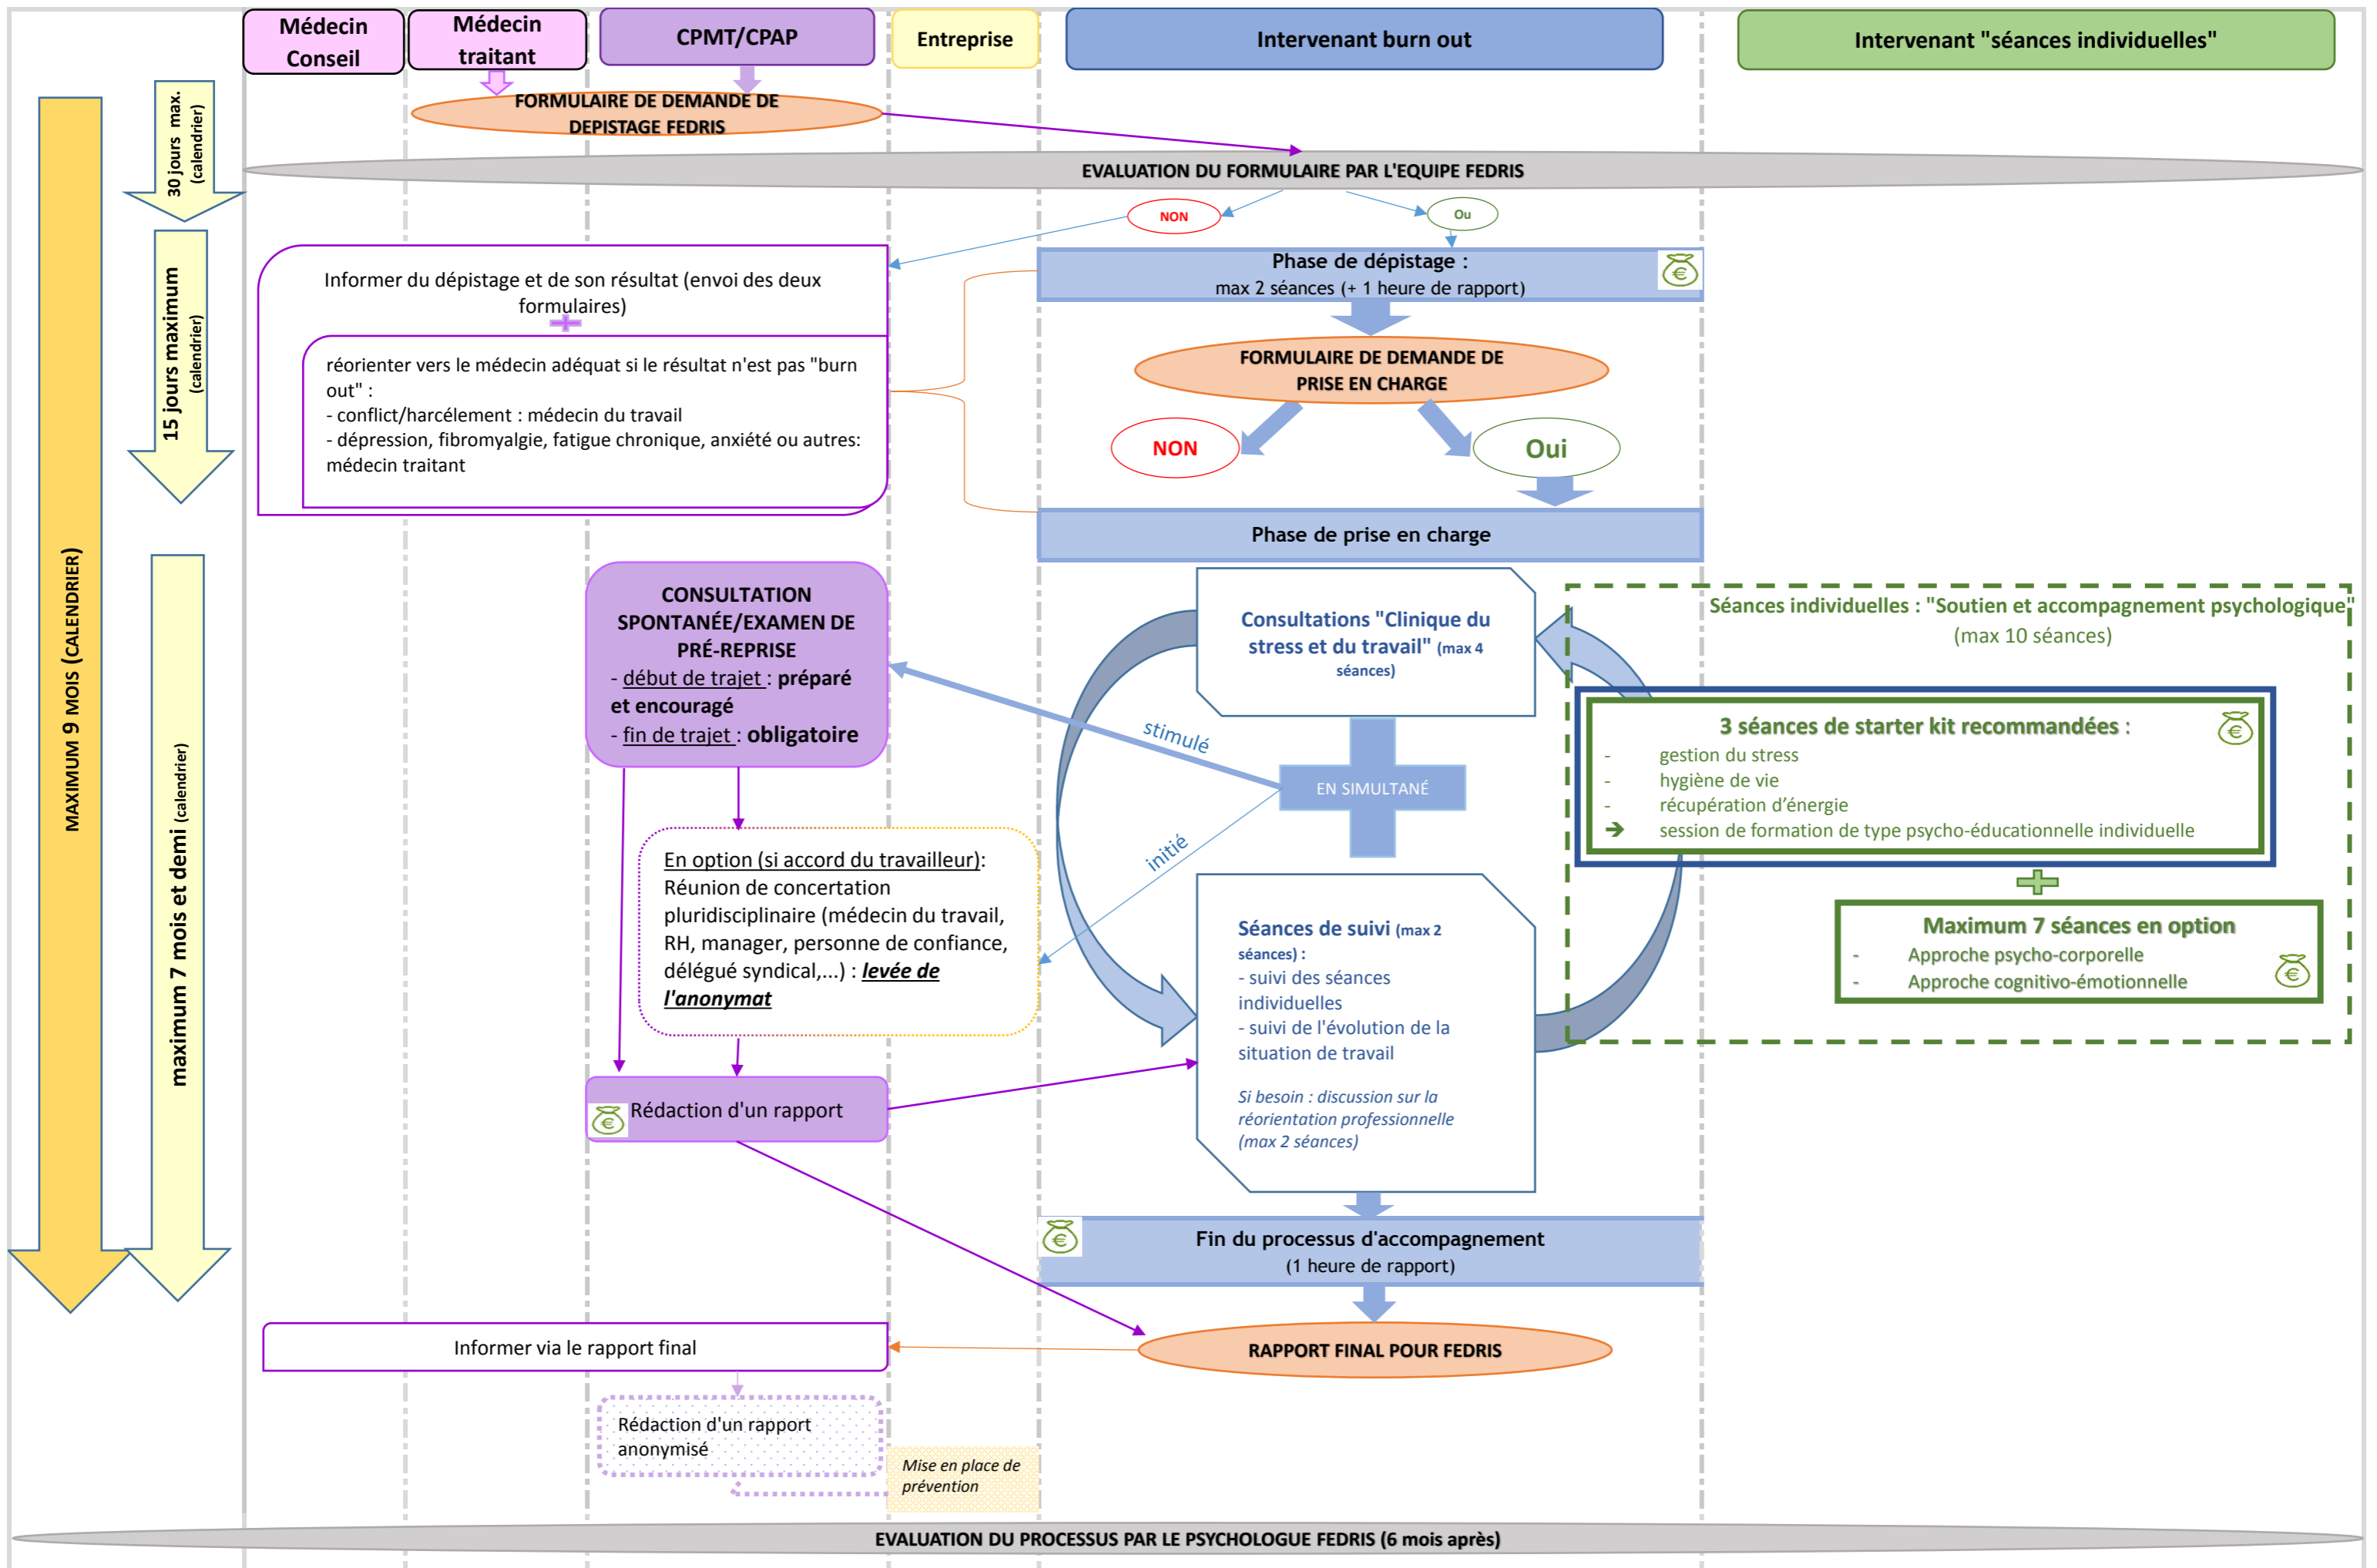 Médecin
Conseil
Médecin
traitant
CPMT/CPAP
Entreprise
Intervenant burn out
Intervenant "séances individuelles"
30 jours max.
(calendrier)
FORMULAIRE DE DEMANDE DE
DEPISTAGE FEDRIS
EVALUATION DU FORMULAIRE PAR L'EQUIPE FEDRIS
NON
Ou
MAXIMUM 9 MOIS (CALENDRIER)
15 jours maximum
(calendrier)
Informer du dépistage et de son résultat (envoi des deux
formulaires)
réorienter vers le médecin adéquat si le résultat n'est pas "burn
out" :
- conflict/harcélement : médecin du travail
- dépression, fibromyalgie, fatigue chronique, anxiété ou autres:
médecin traitant
Phase de dépistage :
max 2 séances (+ 1 heure de rapport)
€
FORMULAIRE DE DEMANDE DE
PRISE EN CHARGE
NON
Oui
Phase de prise en charge
maximum 7 mois et demi (calendrier)
CONSULTATION
SPONTANÉE/EXAMEN DE
PRÉ-REPRISE
- début de trajet : préparé
et encouragé
- fin de trajet : obligatoire
stimulé
initié
Consultations "Clinique du
stress et du travail" (max 4
séances)
EN SIMULTANÉ
Séances individuelles : "Soutien et accompagnement psychologique"
(max 10 séances)
3 séances de starter kit recommandées :
€
- gestion du stress
- hygiène de vie
- récupération d'énergie
➔ session de formation de type psycho-éducationnelle individuelle
Maximum 7 séances en option
- Approche psycho-corporelle
- Approche cognitivo-émotionnelle
€
En option (si accord du travailleur):
Réunion de concertation
pluridisciplinaire (médecin du travail,
RH, manager, personne de confiance,
délégué syndical,...) : levée de
l'anonymat
Séances de suivi (max 2
séances) :
- suivi des séances
individuelles
- suivi de l'évolution de la
situation de travail
Si besoin : discussion sur la
réorientation professionnelle
(max 2 séances)
€
Rédaction d'un rapport
€
Fin du processus d'accompagnement
(1 heure de rapport)
Informer via le rapport final
RAPPORT FINAL POUR FEDRIS
Rédaction d'un rapport
anonymisé
Mise en place de
prévention
EVALUATION DU PROCESSUS PAR LE PSYCHOLOGUE FEDRIS (6 mois après)